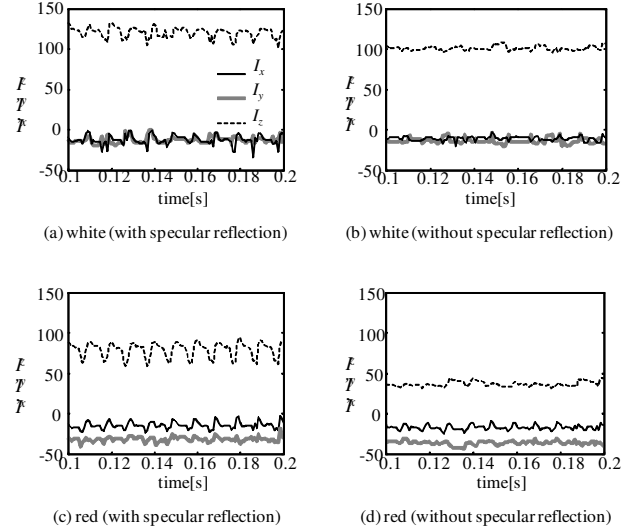 150
100
50
0
-50
I_x
I_y
I_z
0.1 0.12 0.14 0.16 0.18 0.2
time[s]
(a) white (with specular reflection)
150
100
50
0
-50
0.1 0.12 0.14 0.16 0.18 0.2
time[s]
(b) white (without specular reflection)
150
100
50
0
-50
0.1 0.12 0.14 0.16 0.18 0.2
time[s]
(c) red (with specular reflection)
150
100
50
0
-50
0.1 0.12 0.14 0.16 0.18 0.2
time[s]
(d) red (without specular reflection)